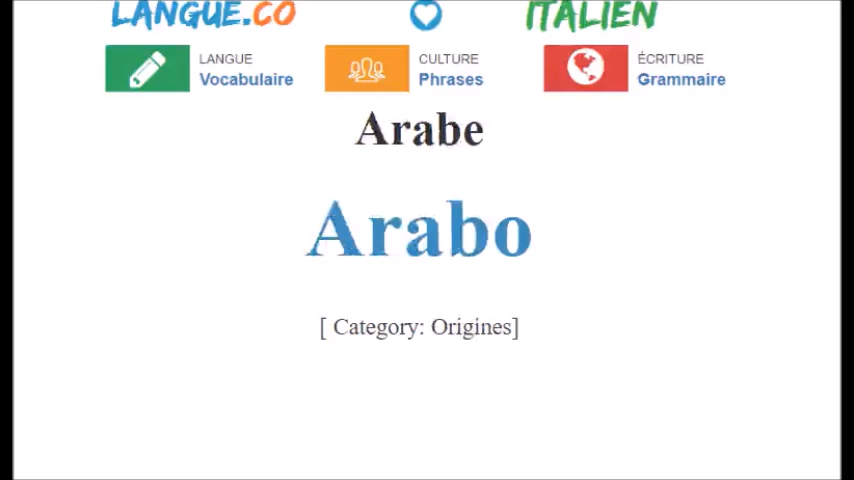 LANGUE.CO ITALIEN
LANGUE CULTURE ÉCRITURE
Vocabulaire Phrases Grammaire
Arabe
Arabo
[ Category: Origines]